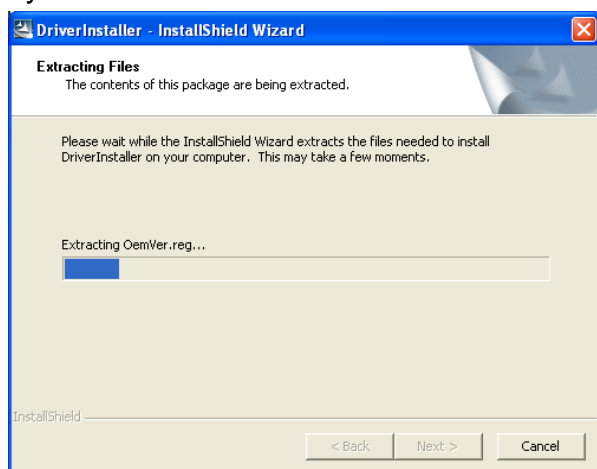 DriverInstaller - InstallShield Wizard
Extracting Files
The contents of this package are being extracted.
Please wait while the InstallShield Wizard extracts the files needed to install
DriverInstaller on your computer.  This may take a few moments.
Extracting OemVer.reg...
InstallShield
< Back Next > Cancel